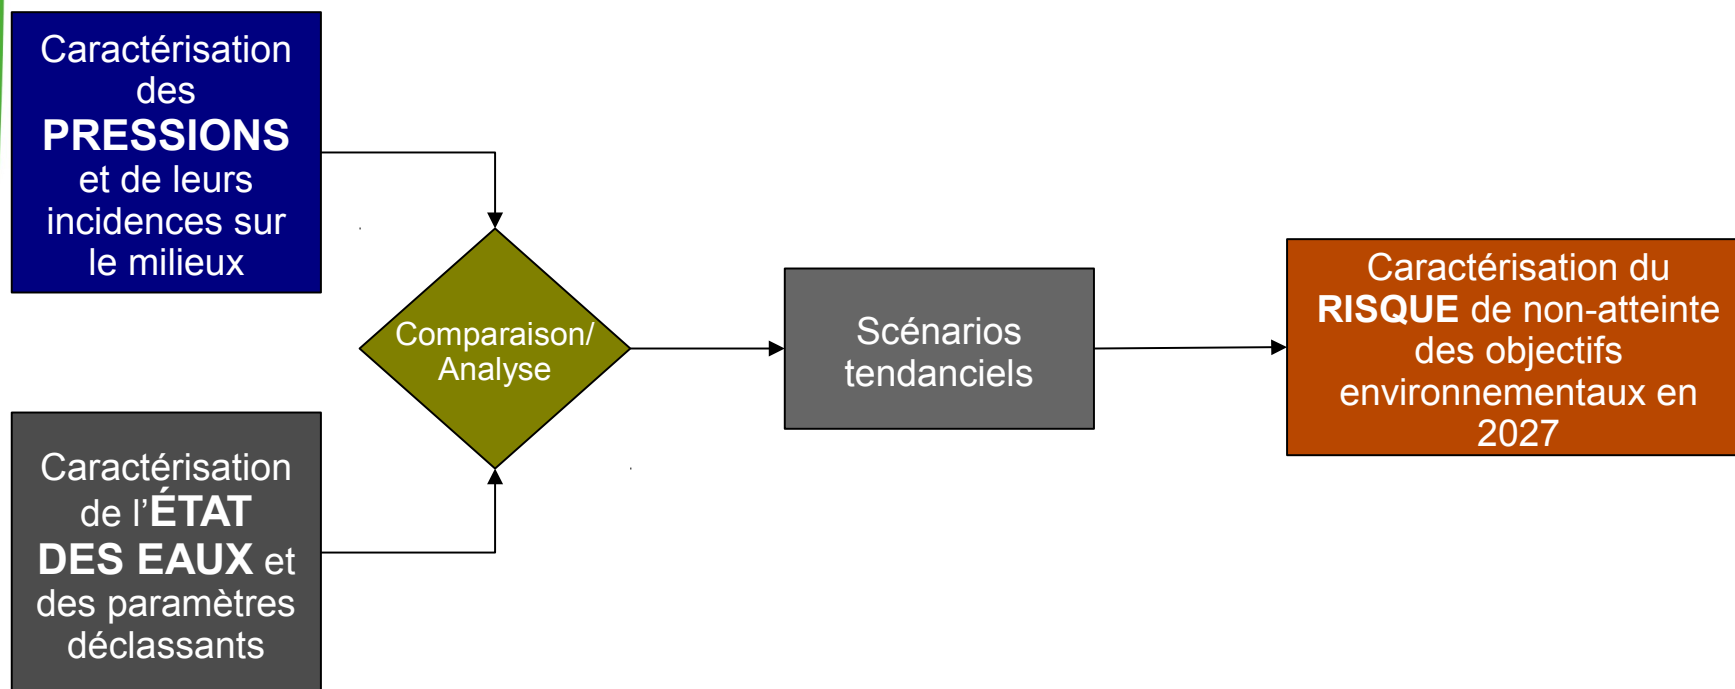 Caractérisation
des
PRESSIONS
et de leurs
incidences sur
le milieux
Caractérisation
de l'ÉTAT
DES EAUX et
des paramètres
déclassants
Comparaison/
Analyse
Scénarios
tendanciels
Caractérisation du
RISQUE de non-atteinte
des objectifs
environnementaux en
2027